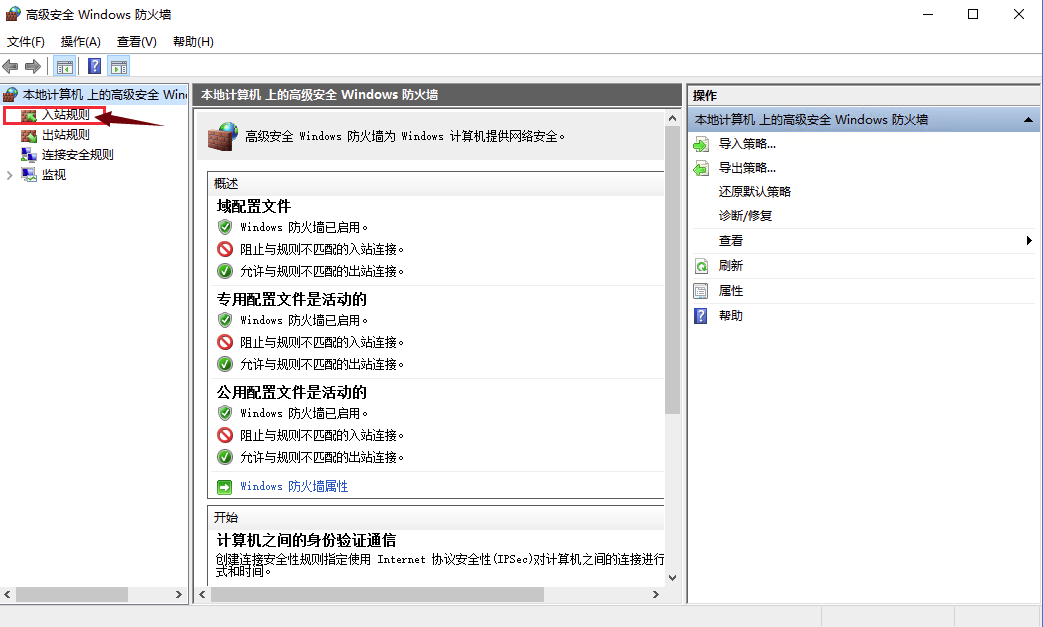 高级安全 Windows 防火墙
文件(F) 操作(A) 查看(V) 帮助(H)
本地计算机 上的高级安全 Win
入站规则
出站规则
连接安全规则
监视
本地计算机 上的高级安全 Windows 防火墙
高级安全 Windows 防火墙为 Windows 计算机提供网络安全。
概述
域配置文件
Windows 防火墙已启用。
阻止与规则不匹配的入站连接。
允许与规则不匹配的出站连接。
专用配置文件是活动的
Windows 防火墙已启用。
阻止与规则不匹配的入站连接。
允许与规则不匹配的出站连接。
公用配置文件是活动的
Windows 防火墙已启用。
阻止与规则不匹配的入站连接。
允许与规则不匹配的出站连接。
Windows 防火墙属性
开始
计算机之间的身份验证通信
创建连接安全性规则指定使用 Internet 协议安全性(IPSec)对计算机之间的连接进行
式和时间。
操作
本地计算机 上的高级安全 Windows 防火墙
导入策略...
导出策略...
还原默认策略
诊断/修复
查看
刷新
属性
帮助